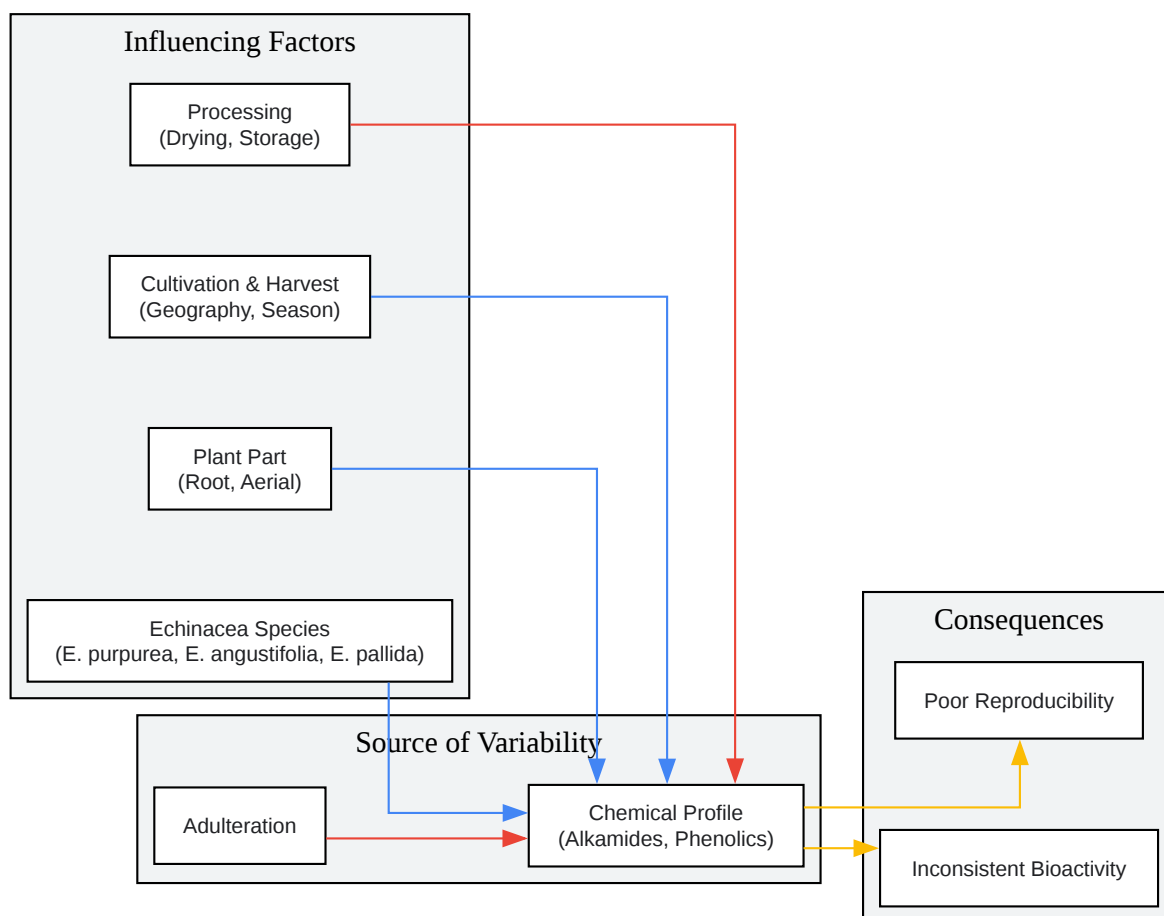 Influencing Factors
Processing
(Drying, Storage)
Cultivation & Harvest
(Geography, Season)
Plant Part
(Root, Aerial)
Echinacea Species
(E. purpurea, E. angustifolia, E. pallida)
Source of Variability
Adulteration
Chemical Profile
(Alkamides, Phenolics)
Consequences
Poor Reproducibility
Inconsistent Bioactivity